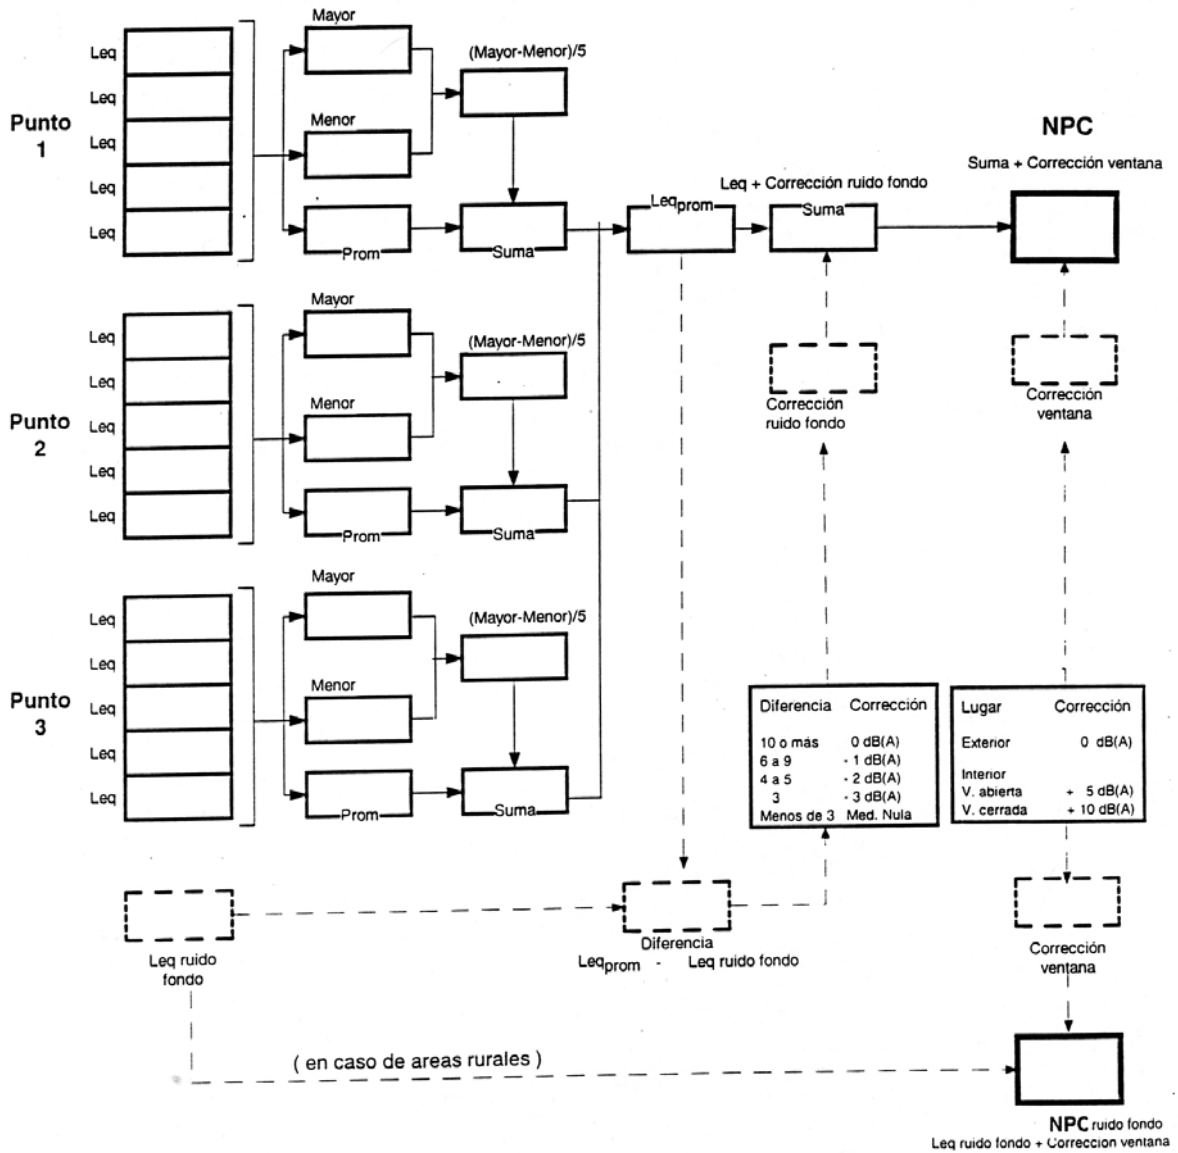 Mayor
Leq
Leq
Leq
Leq
Leq
Punto
1
(Mayor-Menor)/5
Menor
Prom
Suma
Leqprom
Leq + Corrección ruido fondo
Suma
NPC
Suma + Corrección ventana
Mayor
Leq
Leq
Leq
Leq
Leq
Punto
2
(Mayor-Menor)/5
Menor
Prom
Suma
Corrección
ruido fondo
Corrección
ventana
Mayor
Leq
Leq
Leq
Leq
Leq
Punto
3
(Mayor-Menor)/5
Menor
Prom
Suma
Diferencia Corrección
10 o más 0 dB(A)
6 a 9 - 1 dB(A)
4 a 5 - 2 dB(A)
3 - 3 dB(A)
Menos de 3 Med. Nula
Lugar Corrección
Exterior 0 dB(A)
Interior
V. abierta + 5 dB(A)
V. cerrada + 10 dB(A)
Leq ruido
fondo
Diferencia
Leqprom - Leq ruido fondo
Corrección
ventana
( en caso de areas rurales )
NPC ruido fondo
Leq ruido fondo + Correccion ventana